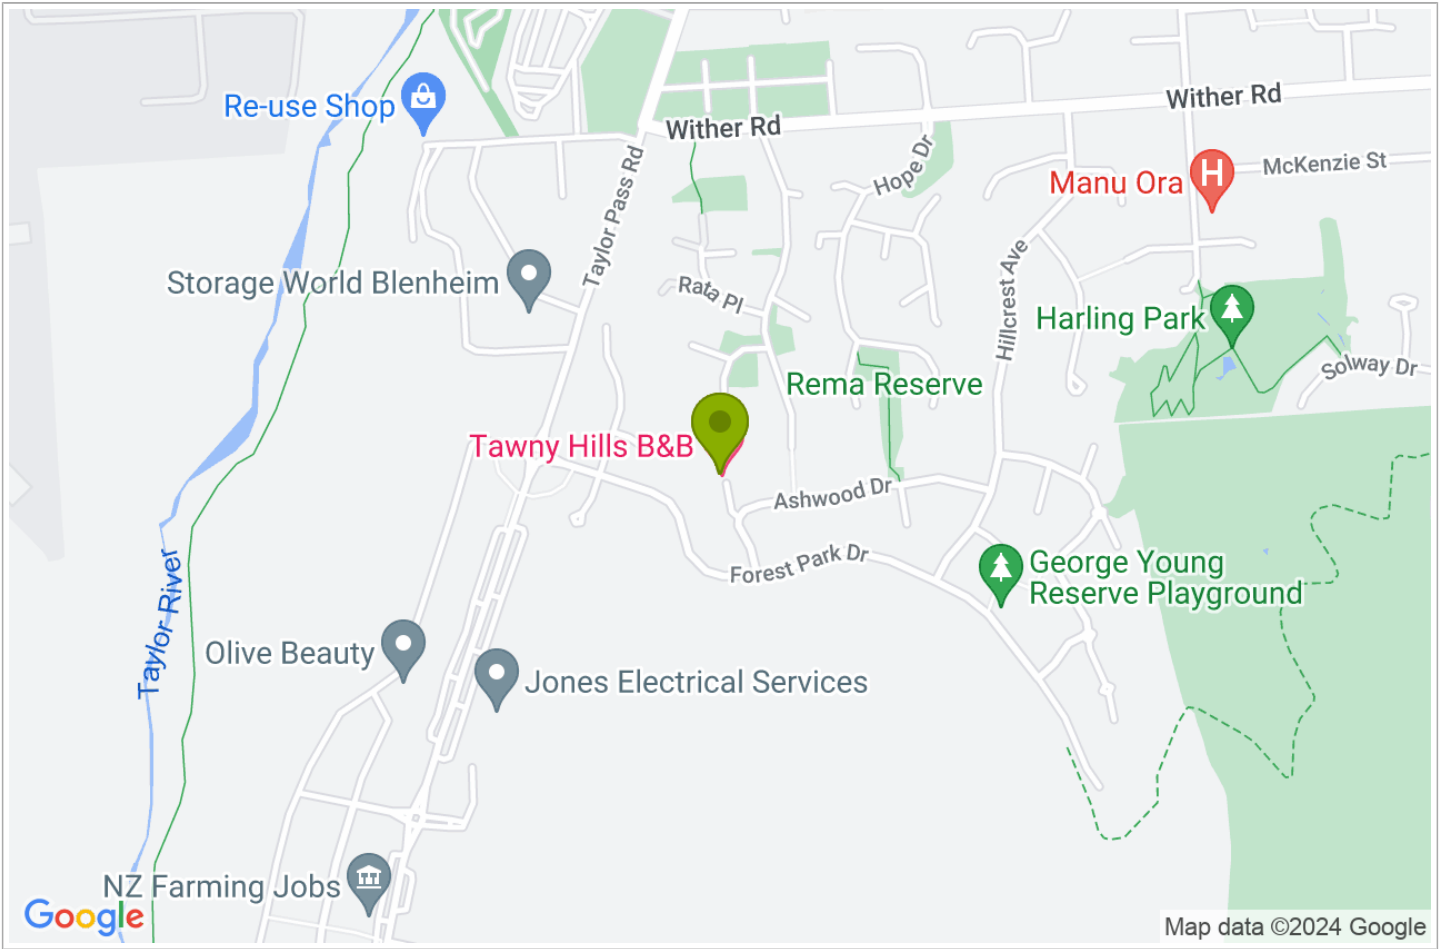 Wither Rd
Re-use Shop
Wither Rd
Hope Dr
McKenzie St
Manu Ora
Taylor Pass Rd
Storage World Blenheim
Rata Pl
Hillcrest Ave
Harling Park
Solway Dr
Rema Reserve
Tawny Hills B&B
Ashwood Dr
Forest Park Dr
George Young
Reserve Playground
Taylor River
Olive Beauty
Jones Electrical Services
NZ Farming Jobs
Google
Map data ©2024 Google